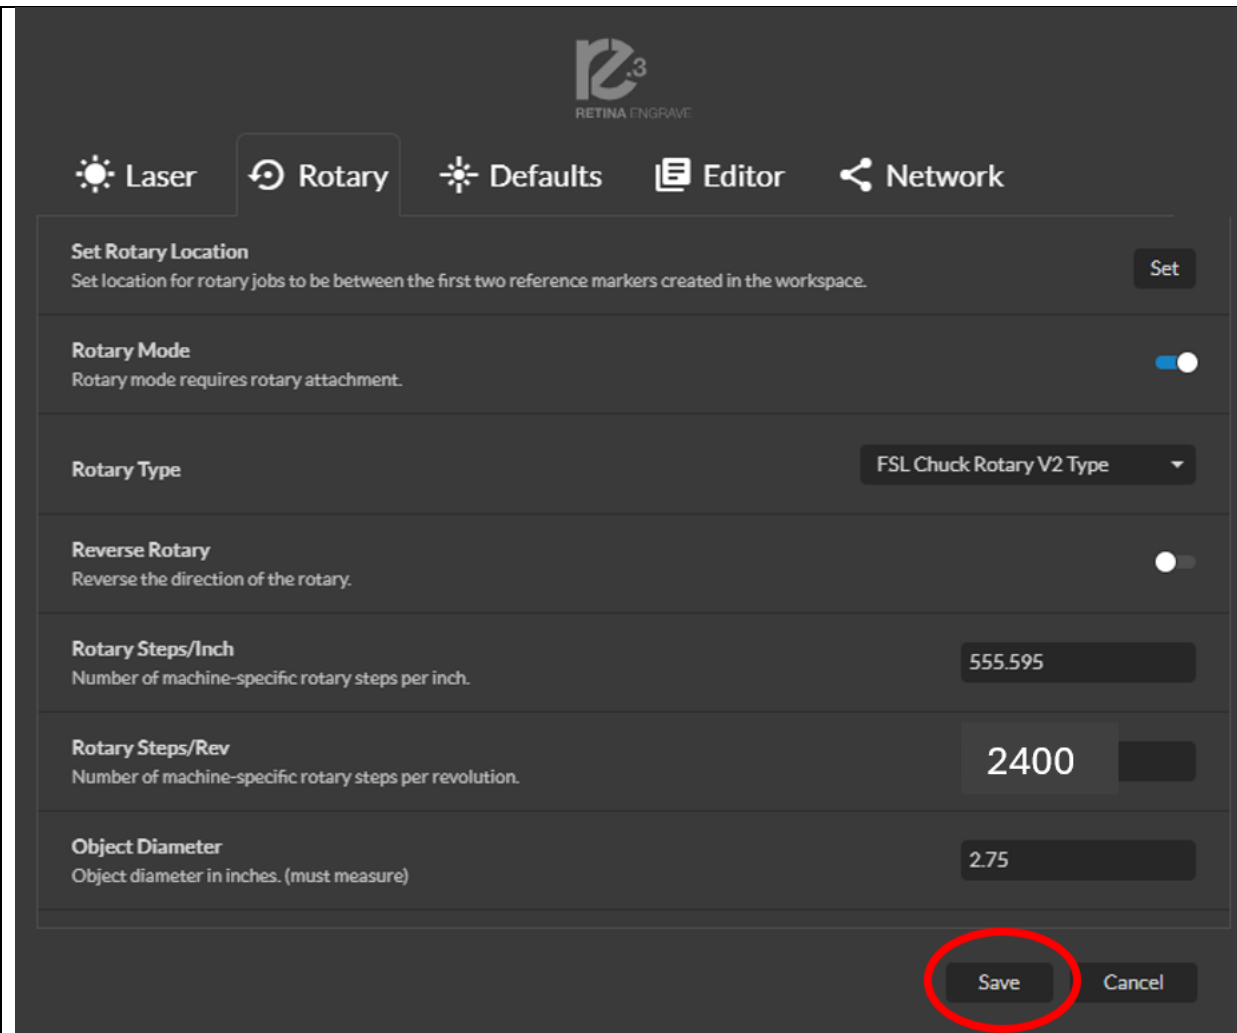 re.3
RETINA ENGRAVE
Laser Rotary Defaults Editor Network
Set Rotary Location
Set location for rotary jobs to be between the first two reference markers created in the workspace.
Set
Rotary Mode
Rotary mode requires rotary attachment.
Rotary Type
FSL Chuck Rotary V2 Type
Reverse Rotary
Reverse the direction of the rotary.
Rotary Steps/Inch
Number of machine-specific rotary steps per inch.
555.595
Rotary Steps/Rev
Number of machine-specific rotary steps per revolution.
2400
Object Diameter
Object diameter in inches. (must measure)
2.75
Save Cancel